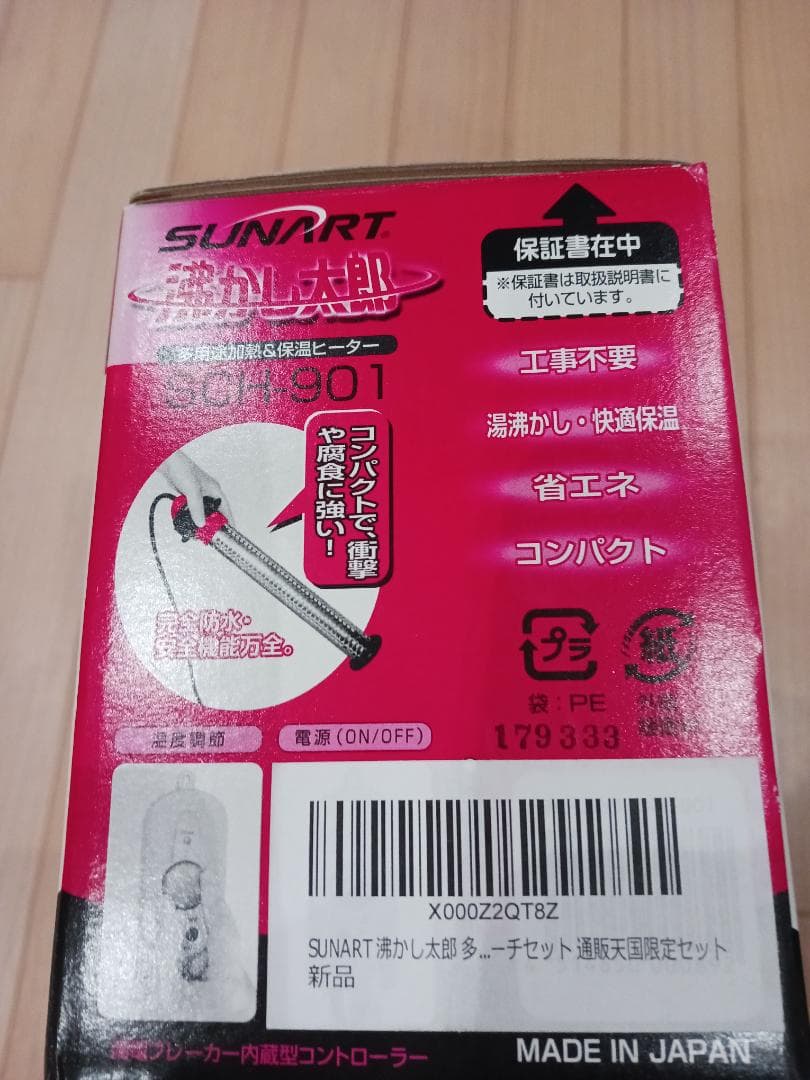 SUNART®
沸かし太郎
多用途加熱&保温ヒーター
SCH-901
コンパクトで、衝撃
や腐食に強い！
完全防水・
安全機能万全。
保証書在中
※保証書は取扱説明書に
付いています。
工事不要
湯沸かし・快適保温
省エネ
コンパクト
プラ
紙
袋：PE
179333
温度調節
電源(ON/OFF)
X000Z2QT8Z
SUNART 沸かし太郎 多...ーチセット 通販天国限定セット
新品
漏電ブレーカー内蔵型コントローラー
MADE IN JAPAN